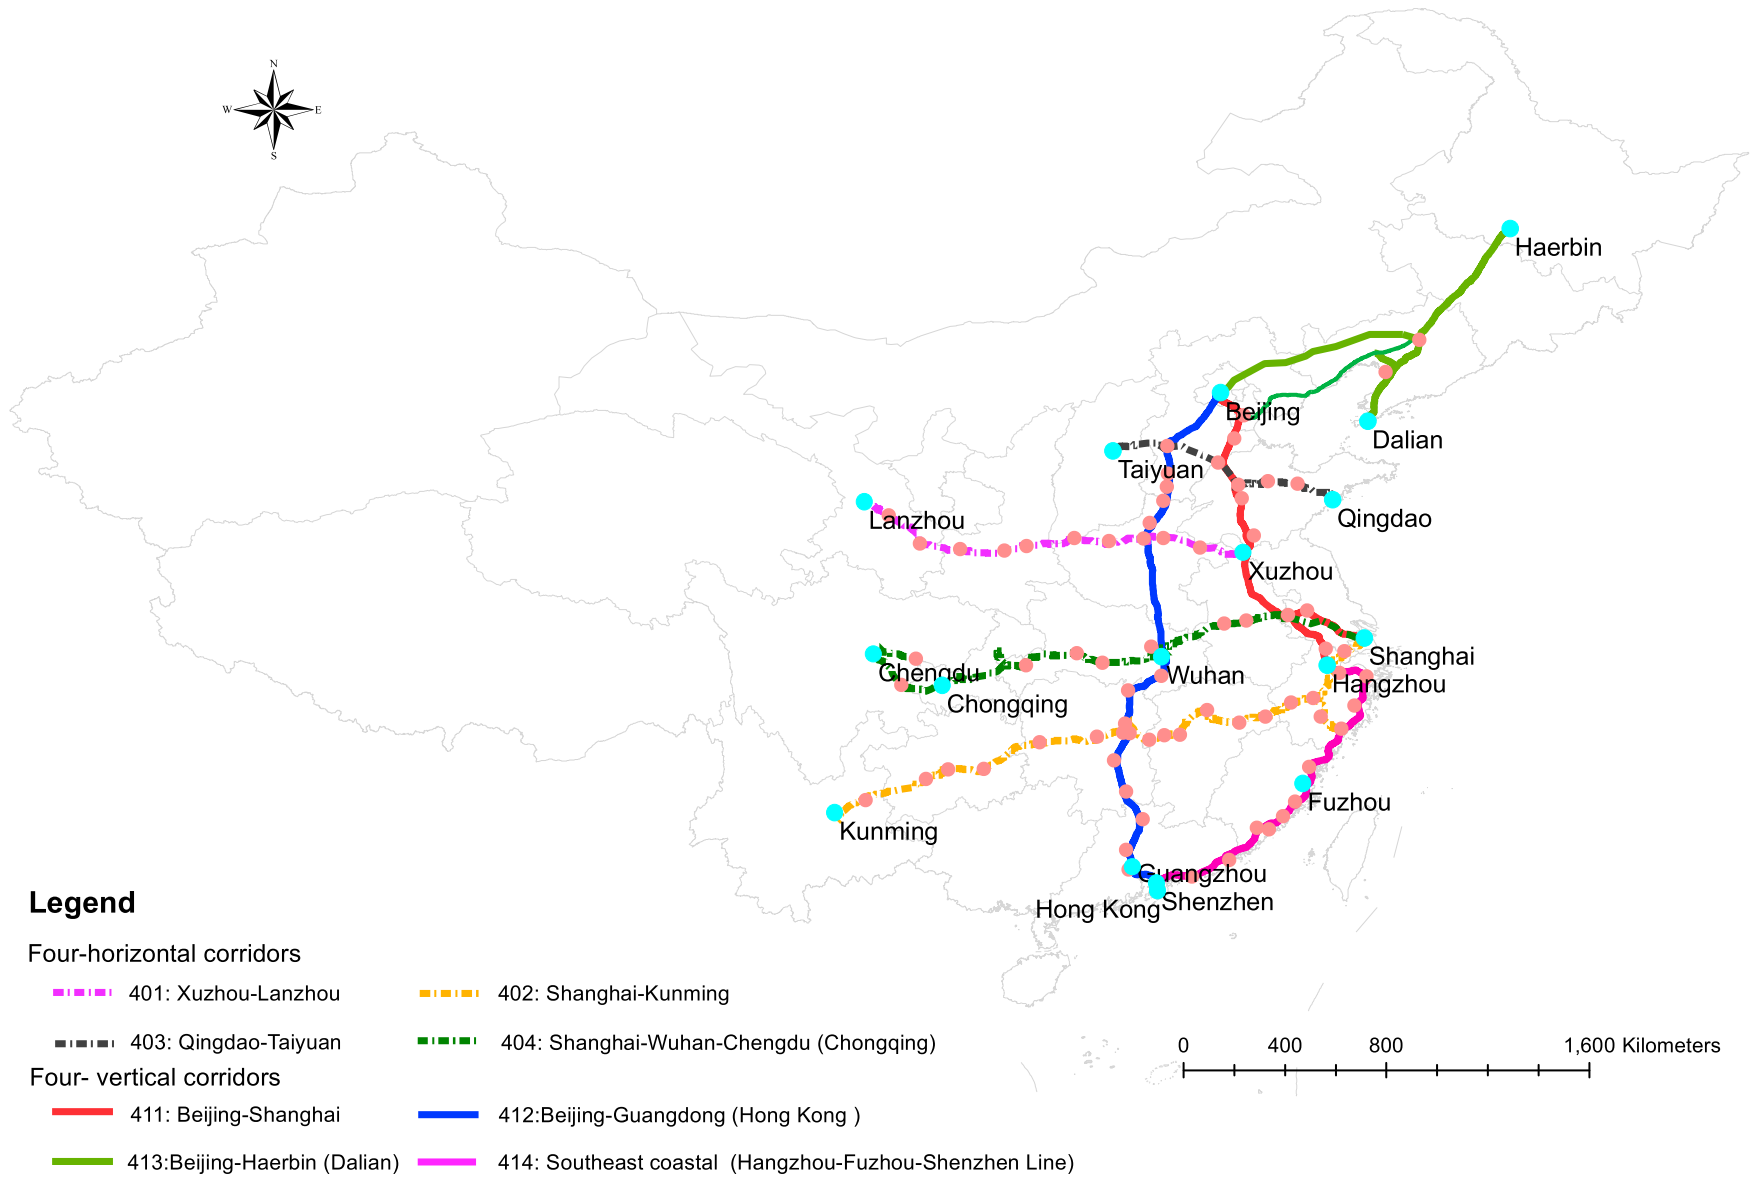 N
W E
S
Haerbin
Beijing
Dalian
Taiyuan
Lanzhou
Qingdao
Xuzhou
Shanghai
Chengdu
Wuhan
Hangzhou
Chongqing
Fuzhou
Kunming
Guangzhou
Shenzhen
Hong Kong
Legend
Four-horizontal corridors
401: Xuzhou-Lanzhou
402: Shanghai-Kunming
403: Qingdao-Taiyuan
404: Shanghai-Wuhan-Chengdu (Chongqing)
0 400 800 1,600 Kilometers
Four- vertical corridors
411: Beijing-Shanghai
412:Beijing-Guangdong (Hong Kong )
413:Beijing-Haerbin (Dalian)
414: Southeast coastal (Hangzhou-Fuzhou-Shenzhen Line)